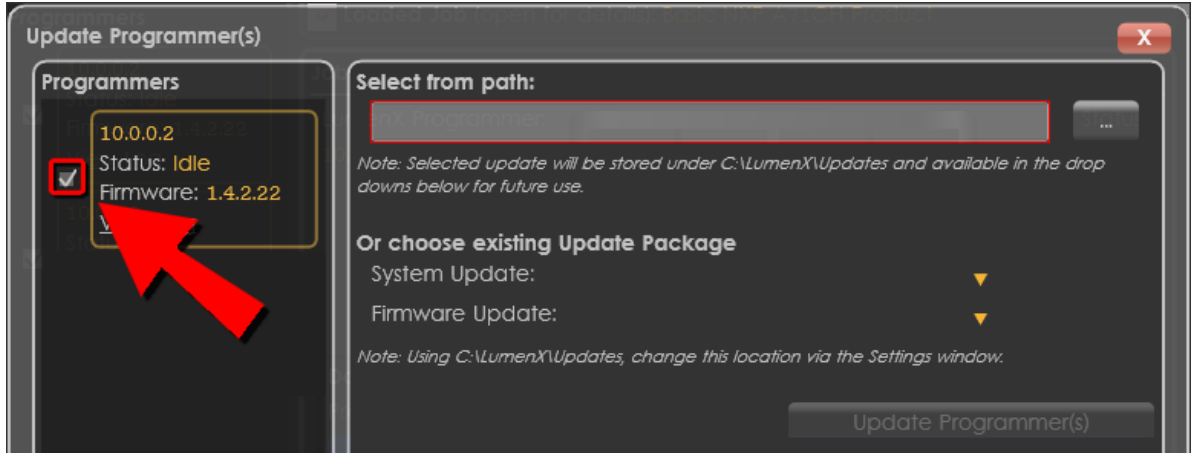 Update Programmer(s)
X
Programmers
10.0.0.2
Status: Idle
Firmware: 1.4.2.22
Select from path:
...
Note: Selected update will be stored under C:\LumenX\Updates and available in the drop
downs below for future use.
Or choose existing Update Package
System Update:
Firmware Update:
Note: Using C:\LumenX\Updates, change this location via the Settings window.
Update Programmer(s)